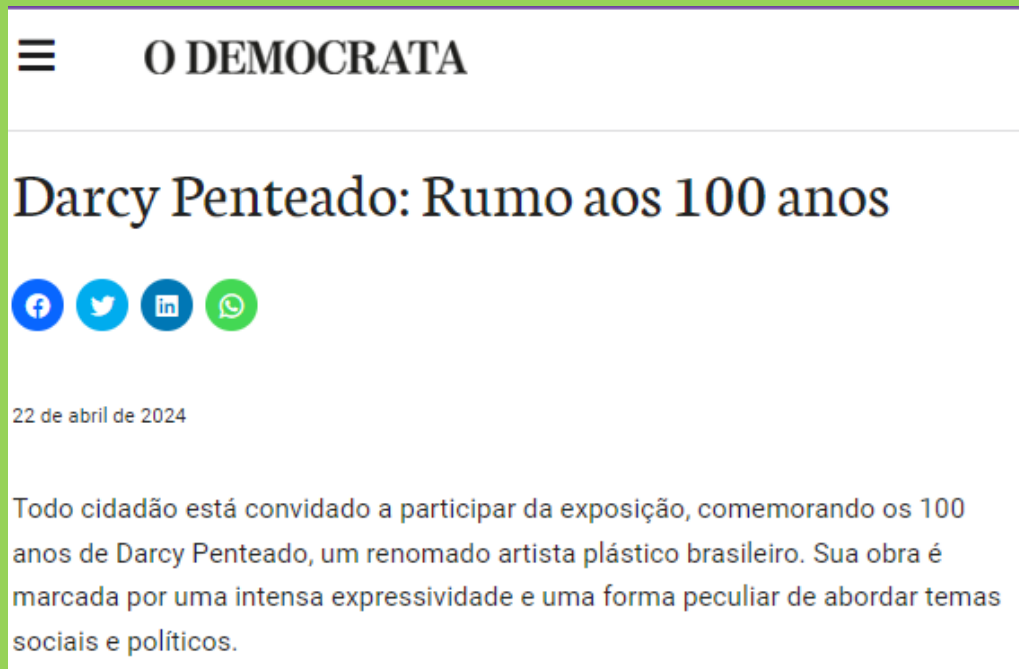 O DEMOCRATA
Darcy Penteado: Rumo aos 100 anos
22 de abril de 2024
Todo cidadão está convidado a participar da exposição, comemorando os 100
anos de Darcy Penteado, um renomado artista plástico brasileiro. Sua obra é
marcada por uma intensa expressividade e uma forma peculiar de abordar temas
sociais e políticos.